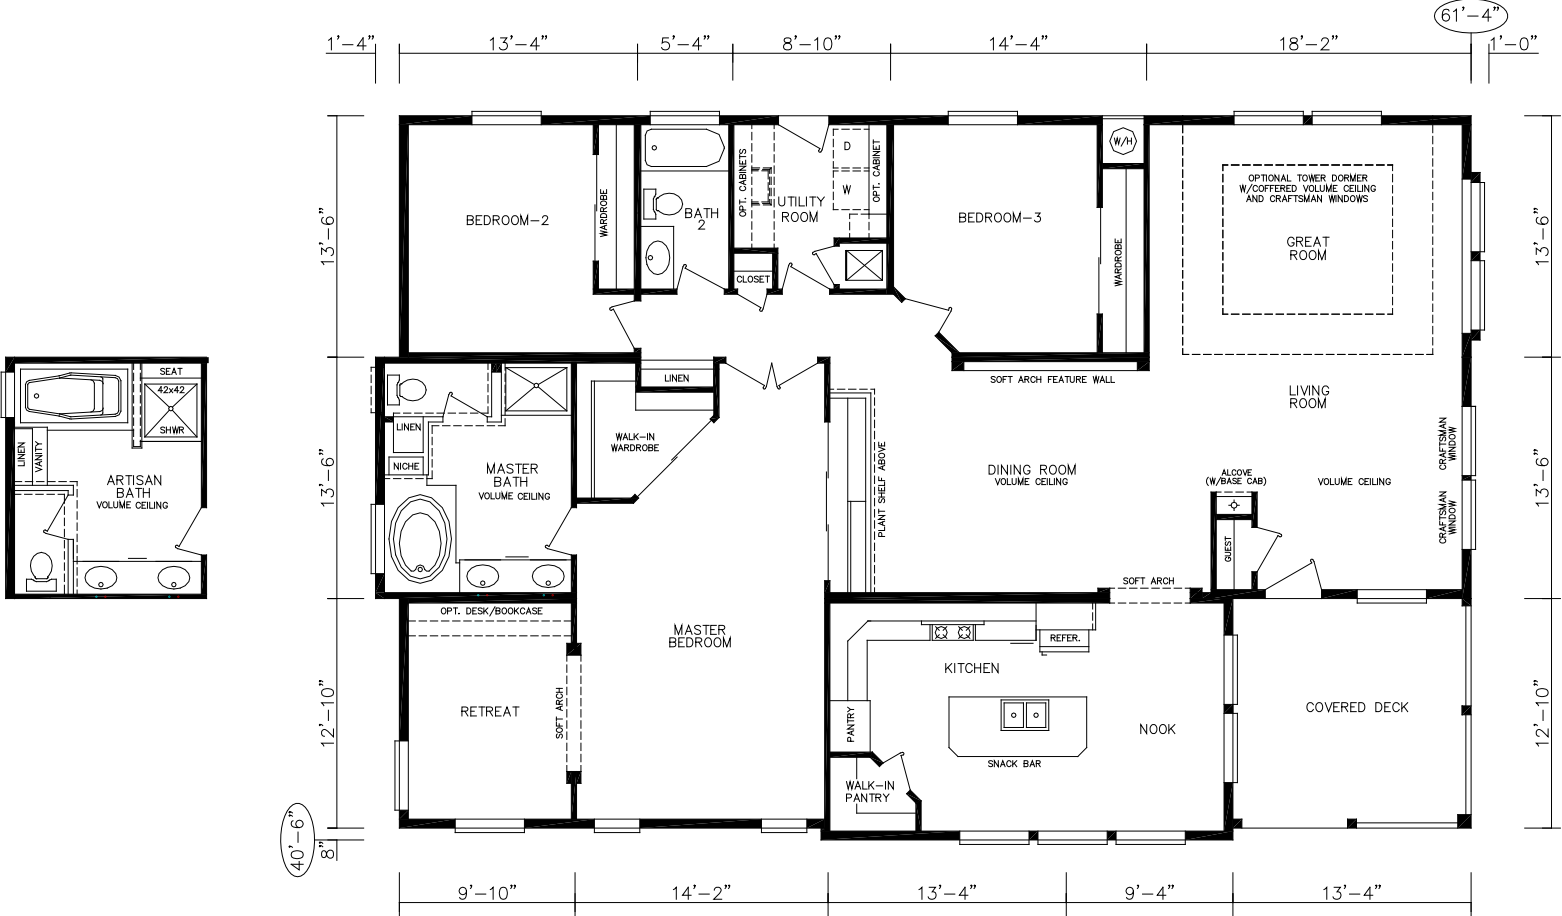 61'-4"
1'-4"
13'-4"
5'-4"
8'-10"
14'-4"
18'-2"
1'-0"
13'-6"
13'-6"
12'-10"
8"
40'-6"
13'-6"
13'-6"
12'-10"
BEDROOM-2
WARDROBE
BATH
2
OPT. CABINETS
UTILITY
ROOM
D
W
OPT. CABINET
CLOSET
BEDROOM-3
WARDROBE
W/H
OPTIONAL TOWER DORMER
W/COFFERED VOLUME CEILING
AND CRAFTSMAN WINDOWS
GREAT
ROOM
SEAT
42x42
SHWR
LINEN
VANITY
ARTISAN
BATH
VOLUME CEILING
LINEN
NICHE
MASTER
BATH
VOLUME CEILING
LINEN
WALK-IN
WARDROBE
SOFT ARCH FEATURE WALL
PLANT SHELF ABOVE
DINING ROOM
VOLUME CEILING
LIVING
ROOM
VOLUME CEILING
CRAFTSMAN
WINDOW
CRAFTSMAN
WINDOW
ALCOVE
(W/BASE CAB)
GUEST
SOFT ARCH
OPT. DESK/BOOKCASE
RETREAT
SOFT ARCH
MASTER
BEDROOM
KITCHEN
REFER.
PANTRY
WALK-IN
PANTRY
SNACK BAR
NOOK
COVERED DECK
9'-10"
14'-2"
13'-4"
9'-4"
13'-4"